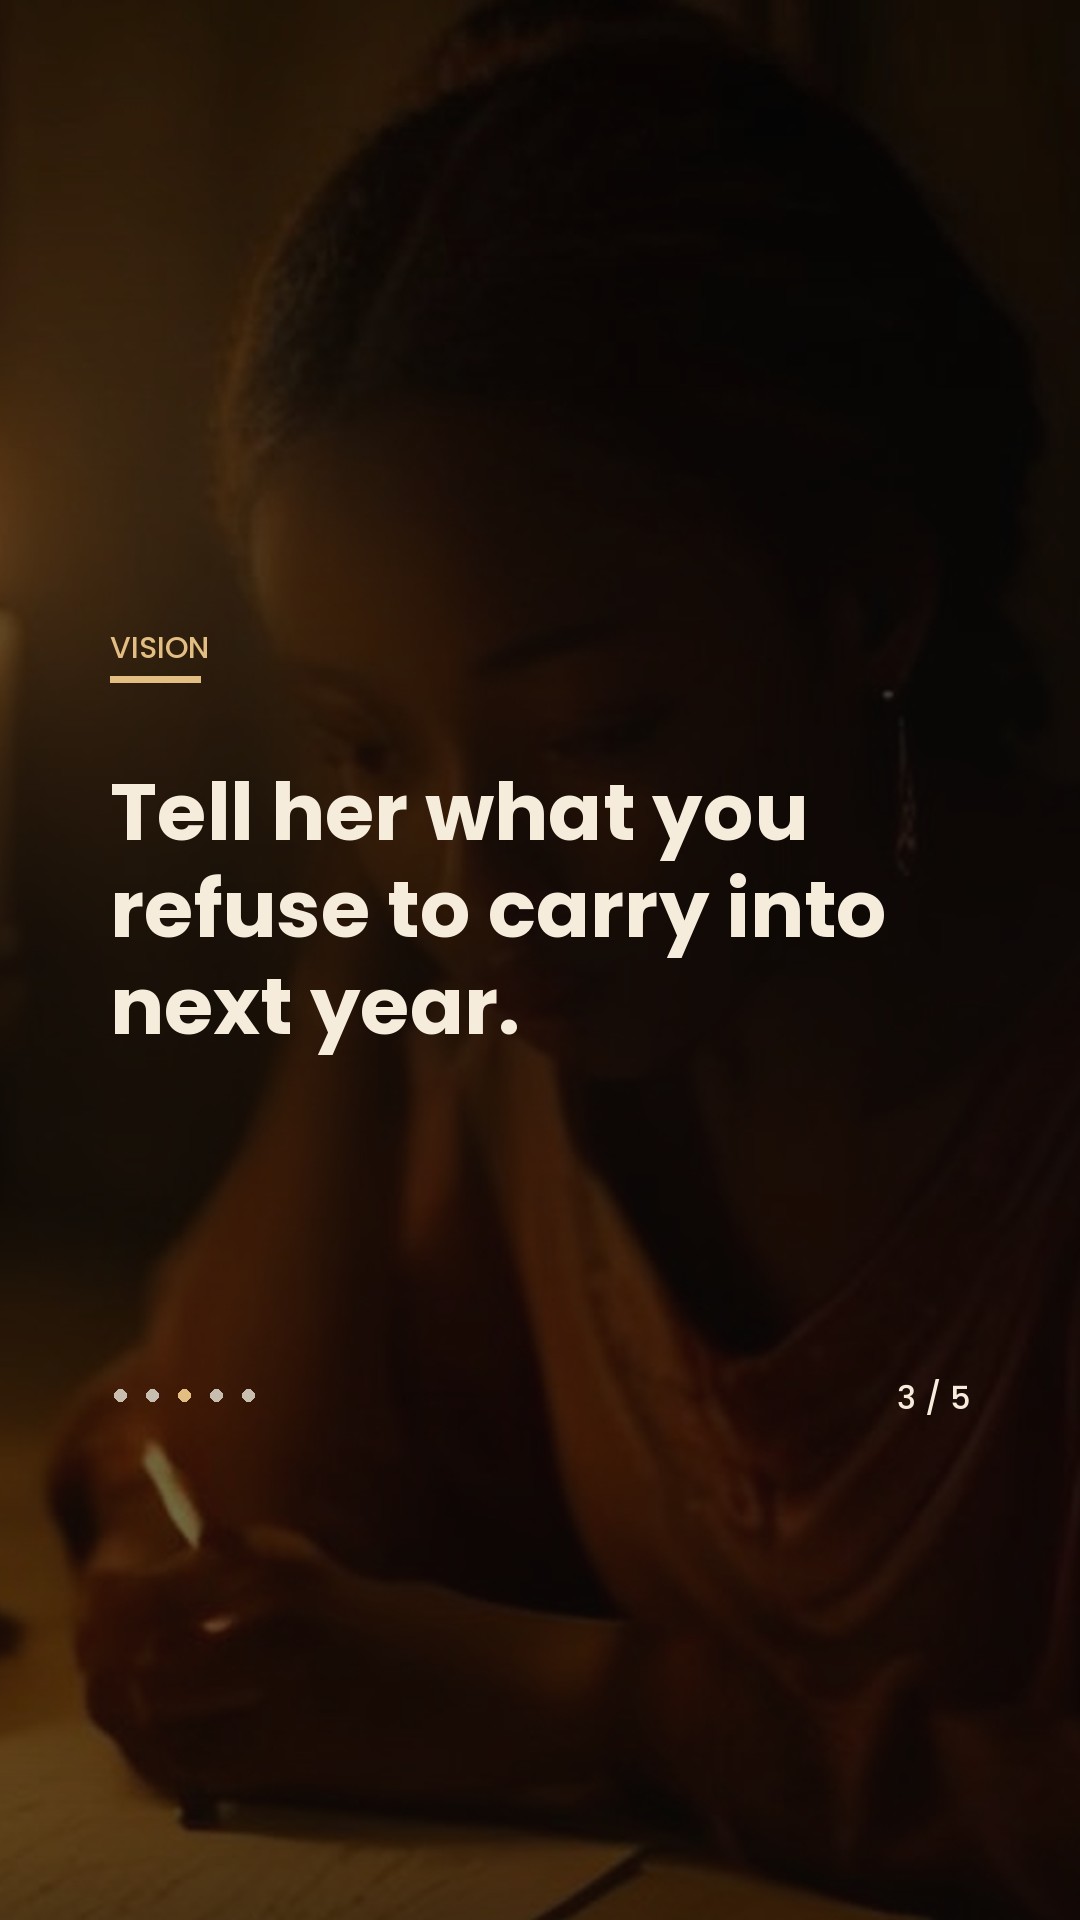 VISION
Tell her what you
refuse to carry into
next year.
3 / 5